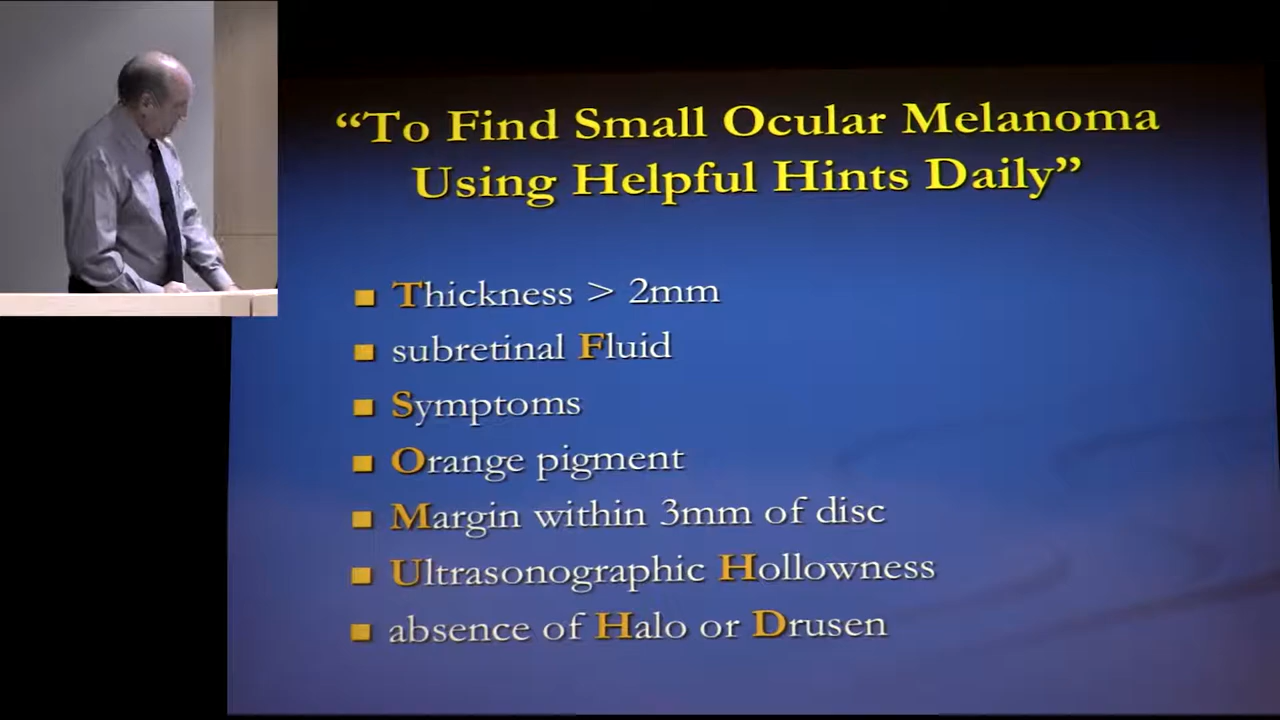 “To Find Small Ocular Melanoma
Using Helpful Hints Daily”
Thickness > 2mm
subretinal Fluid
Symptoms
Orange pigment
Margin within 3mm of disc
Ultrasonographic Hollowness
absence of Halo or Drusen